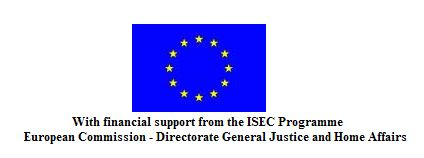 With financial support from the ISEC Programme
European Commission - Directorate General Justice and Home Affairs